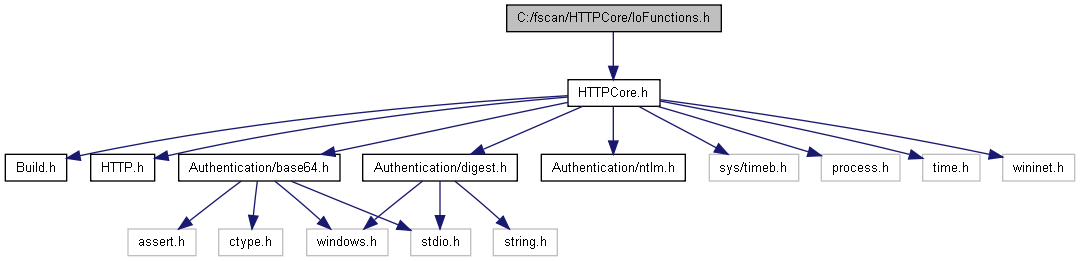 C:/fscan/HTTPCore/IoFunctions.h
HTTPCore.h
Build.h
HTTP.h
Authentication/base64.h
Authentication/digest.h
Authentication/ntlm.h
sys/timeb.h
process.h
time.h
wininet.h
assert.h
ctype.h
windows.h
stdio.h
string.h